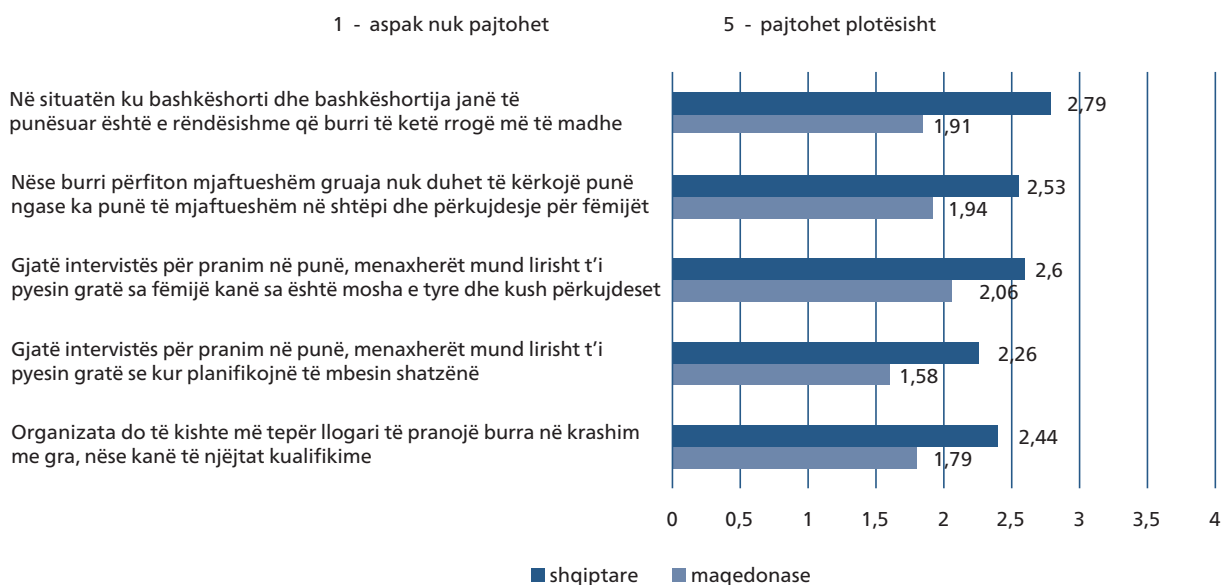 1 - aspak nuk pajtohet 5 - pajtohet plotësisht
Në situatën ku bashkëshorti dhe bashkëshortija janë të
punësuar është e rëndësishme që burri të ketë rrogë më të madhe
2,79
1,91
Nëse burri përfiton mjaftueshëm gruaja nuk duhet të kërkojë punë
ngase ka punë të mjaftueshëm në shtëpi dhe përkujdesje për fëmijët
2,53
1,94
Gjatë intervistës për pranim në punë, menaxherët mund lirisht t’i
pyesin gratë sa fëmijë kanë sa është mosha e tyre dhe kush përkujdeset
2,6
2,06
Gjatë intervistës për pranim në punë, menaxherët mund lirisht t’i
pyesin gratë se kur planifikojnë të mbesin shatzënë
2,26
1,58
Organizata do të kishte më tepër llogari të pranojë burra në krashim
me gra, nëse kanë të njëjtat kualifikime
2,44
1,79
0 0,5 1 1,5 2 2,5 3 3,5 4
shqiptare maqedonase